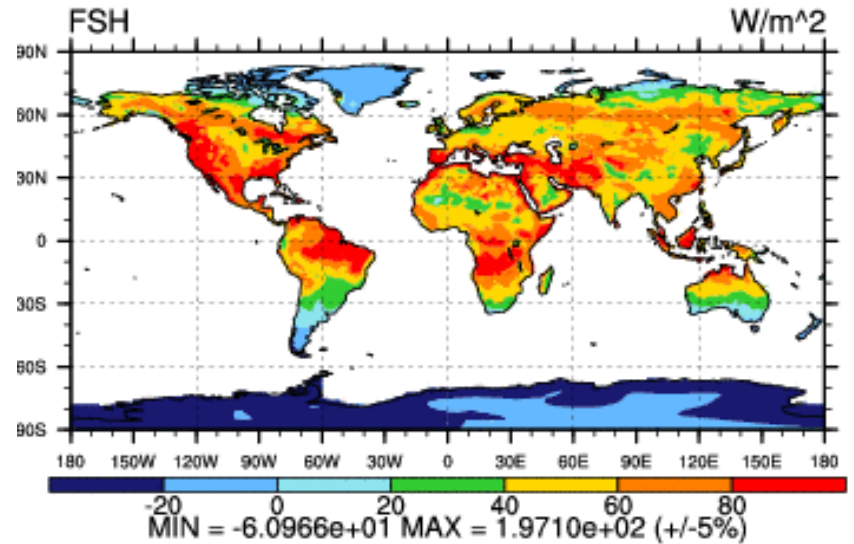 FSH W/m^2
90N
60N
30N
0
30S
60S
90S
180 150W 120W 90W 60W 30W 0 30E 60E 90E 120E 150E 180
-20 0 20 40 60 80
MIN = -6.0966e+01 MAX = 1.9710e+02 (+/-5%)